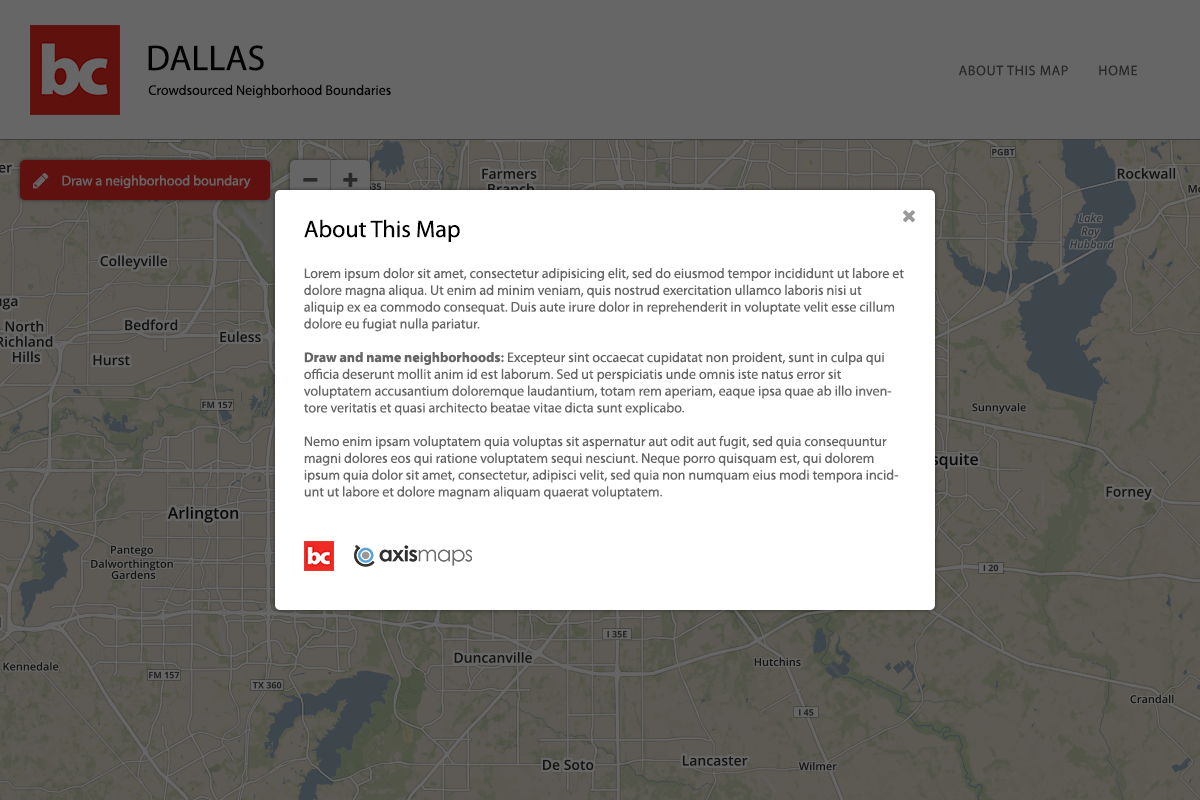 bc
DALLAS
Crowdsourced Neighborhood Boundaries
ABOUT THIS MAP
HOME
Draw a neighborhood boundary
35
Farmers
Branch
PGBT
Rockwall
Lake
Ray
Hubbard
Colleyville
North
Richland
Hills
Bedford
Euless
Hurst
FM 157
Sunnyvale
Forney
About This Map
Lorem ipsum dolor sit amet, consectetur adipisicing elit, sed do eiusmod tempor incididunt ut labore et
dolore magna aliqua. Ut enim ad minim veniam, quis nostrud exercitation ullamco laboris nisi ut
aliquip ex ea commodo consequat. Duis aute irure dolor in reprehenderit in voluptate velit esse cillum
dolore eu fugiat nulla pariatur.
Draw and name neighborhoods: Excepteur sint occaecat cupidatat non proident, sunt in culpa qui
officia deserunt mollit anim id est laborum. Sed ut perspiciatis unde omnis iste natus error sit
voluptatem accusantium doloremque laudantium, totam rem aperiam, eaque ipsa quae ab illo inven-
tore veritatis et quasi architecto beatae vitae dicta sunt explicabo.
Nemo enim ipsam voluptatem quia voluptas sit aspernatur aut odit aut fugit, sed quia consequuntur
magni dolores eos qui ratione voluptatem sequi nesciunt. Neque porro quisquam est, qui dolorem
ipsum quia dolor sit amet, consectetur, adipisci velit, sed quia non numquam eius modi tempora incid-
unt ut labore et dolore magnam aliquam quaerat voluptatem.
bc
axismaps
squite
Arlington
Pantego
Dalworthington
Gardens
I 20
I 35E
Kennedale
FM 157
TX 360
Duncanville
Hutchins
I 45
Crandall
De Soto
Lancaster
Wilmer